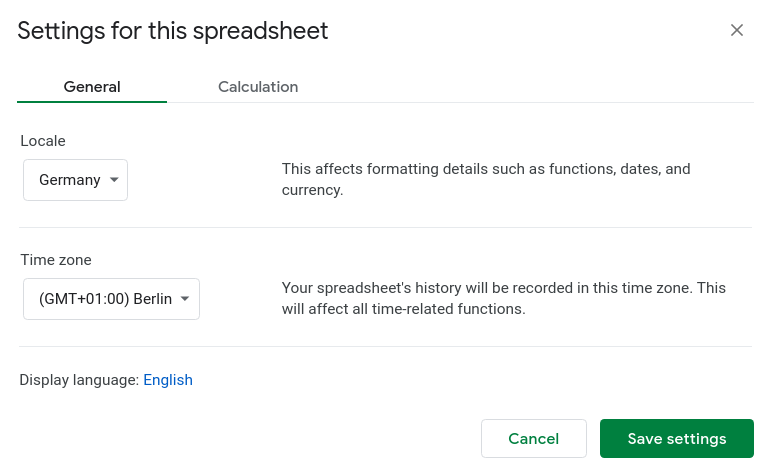 Settings for this spreadsheet
General
Calculation
Locale
Germany
This affects formatting details such as functions, dates, and
currency.
Time zone
(GMT+01:00) Berlin
Your spreadsheet's history will be recorded in this time zone. This
will affect all time-related functions.
Display language: English
Cancel
Save settings